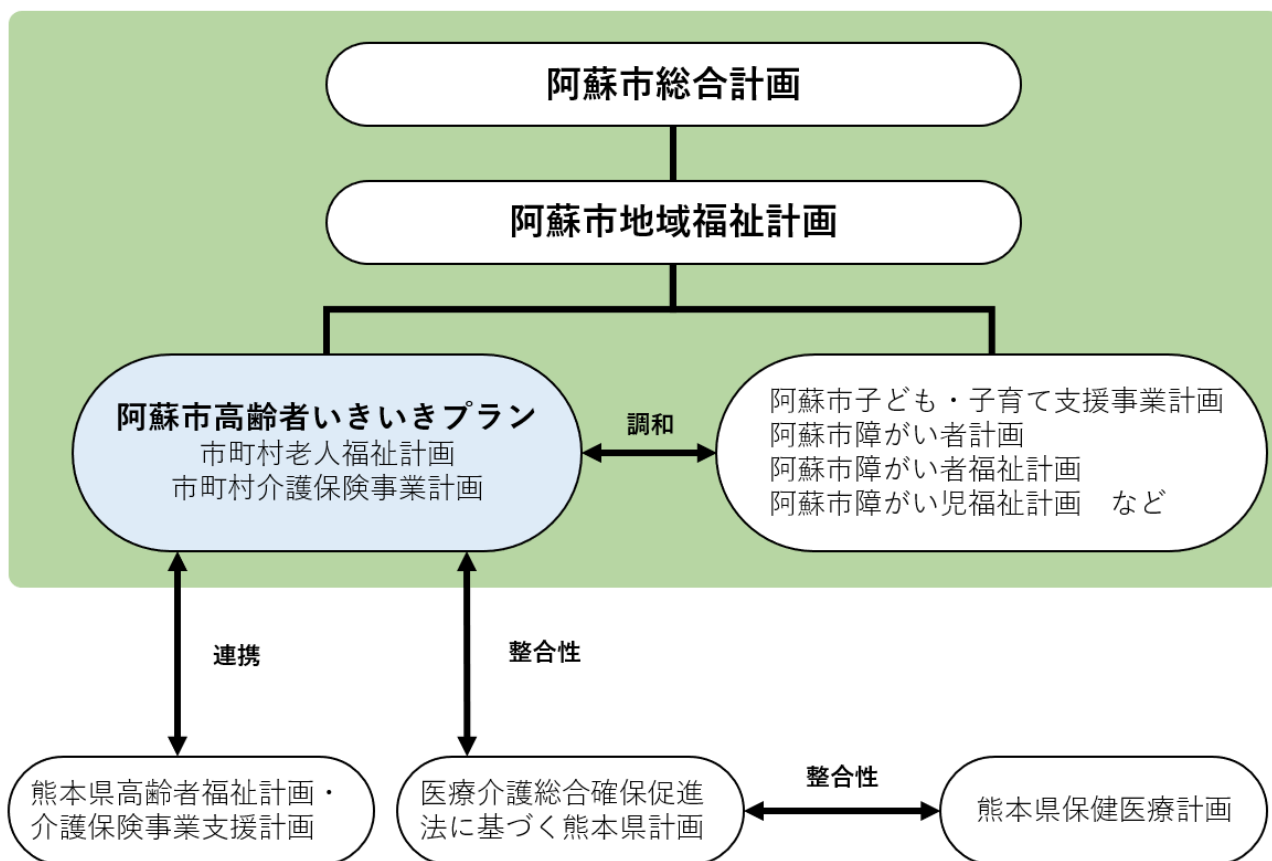 阿蘇市総合計画
阿蘇市地域福祉計画
阿蘇市高齢者いきいきプラン
市町村老人福祉計画
市町村介護保険事業計画
調和
阿蘇市子ども・子育て支援事業計画
阿蘇市障がい者計画
阿蘇市障がい者福祉計画
阿蘇市障がい児福祉計画　など
連携
整合性
熊本県高齢者福祉計画・
介護保険事業支援計画
医療介護総合確保促進
法に基づく熊本県計画
整合性
熊本県保健医療計画